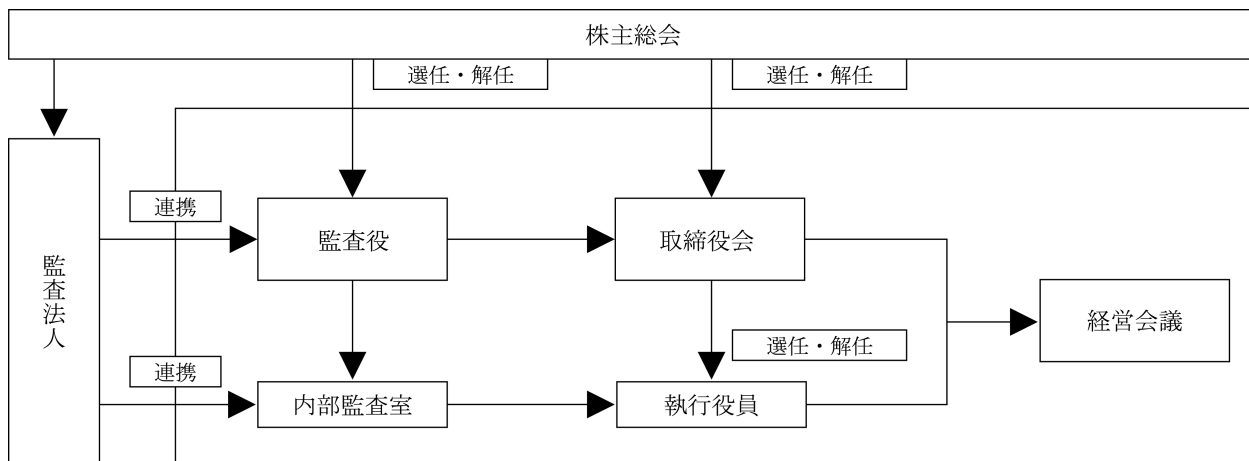 株主総会
選任・解任
選任・解任
連携
監査役
取締役会
監査法人
経営会議
選任・解任
連携
内部監査室
執行役員